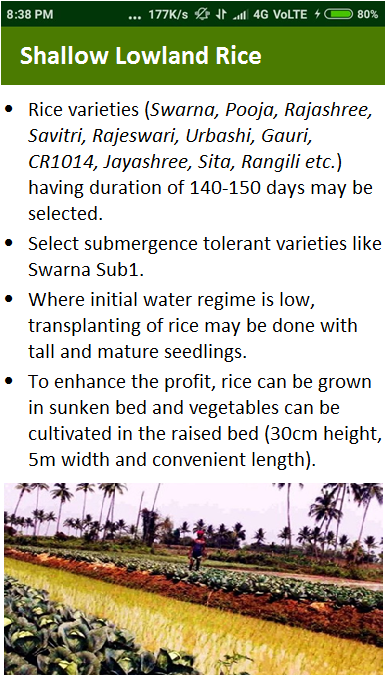 8:38 PM ... 177K/s 4G VoLTE 80%
Shallow Lowland Rice
• Rice varieties (Swarna, Pooja, Rajashree,
Savitri, Rajeswari, Urbashi, Gauri,
CR1014, Jayashree, Sita, Rangili etc.)
having duration of 140-150 days may be
selected.
• Select submergence tolerant varieties like
Swarna Sub1.
• Where initial water regime is low,
transplanting of rice may be done with
tall and mature seedlings.
• To enhance the profit, rice can be grown
in sunken bed and vegetables can be
cultivated in the raised bed (30cm height,
5m width and convenient length).